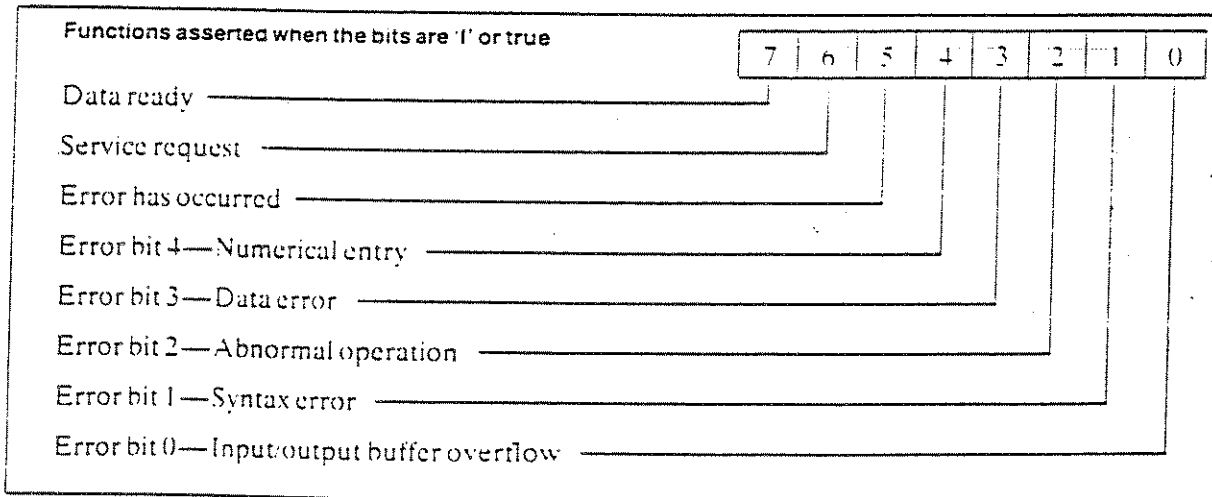 Functions asserted when the bits are '1' or true
7 6 5 4 3 2 1 0
Data ready
Service request
Error has occurred
Error bit 4—Numerical entry
Error bit 3—Data error
Error bit 2—Abnormal operation
Error bit 1—Syntax error
Error bit 0—Input/output buffer overflow